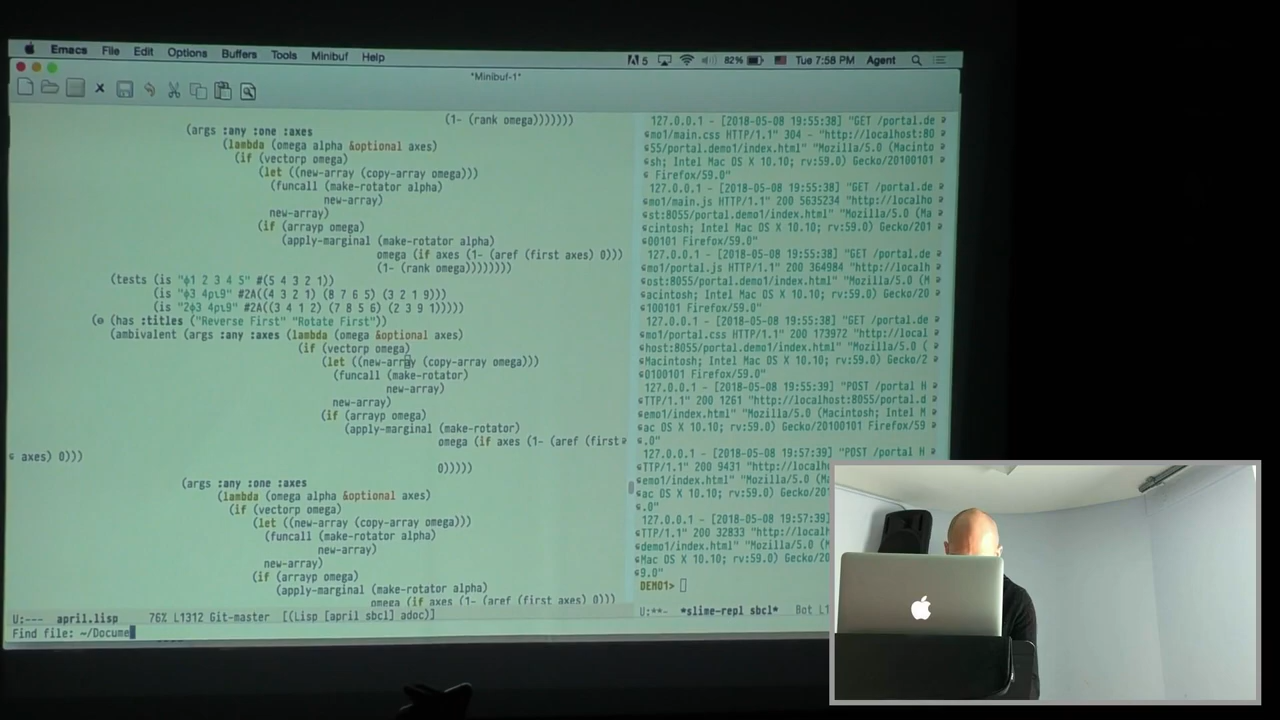 Emacs File Edit Options Buffers Tools Minibuf Help
5 82% Tue 7:58 PM Agent
*Minibuf-1*
(1- (rank omega)))))))
(args :any :one :axes
(lambda (omega alpha &optional axes)
(if (vectorp omega)
(let ((new-array (copy-array omega)))
(funcall (make-rotator alpha)
new-array)
new-array)
(if (arrayp omega)
(apply-marginal (make-rotator alpha)
omega (if axes (1- (aref (first axes) 0)))
(1- (rank omega))))))))
(tests (is "⌽1 2 3 4 5" #(5 4 3 2 1))
(is "⌽3 4⍴⍳9" #2A((4 3 2 1) (8 7 6 5) (3 2 1 9)))
(is "2⌽3 4⍴⍳9" #2A((3 4 1 2) (7 8 5 6) (2 3 9 1)))))
(⊖ (has :titles ("Reverse First" "Rotate First"))
(ambivalent (args :any :axes (lambda (omega &optional axes)
(if (vectorp omega)
(let ((new-array (copy-array omega)))
(funcall (make-rotator)
new-array)
new-array)
(if (arrayp omega)
(apply-marginal (make-rotator)
omega (if axes (1- (aref (first
axes) 0)))
0)))))
(args :any :one :axes
(lambda (omega alpha &optional axes)
(if (vectorp omega)
(let ((new-array (copy-array omega)))
(funcall (make-rotator alpha)
new-array)
new-array)
(if (arrayp omega)
(apply-marginal (make-rotator alpha)
omega (if axes (1- (aref (first axes) 0)))
U:--- april.lisp 76% L1312 Git-master [(Lisp [april sbcl] adoc)]
Find file: ~/Docume
127.0.0.1 - [2018-05-08 19:55:38] "GET /portal.de
mo1/main.css HTTP/1.1" 304 - "http://localhost:80
55/portal.demo1/index.html" "Mozilla/5.0 (Macinto
sh; Intel Mac OS X 10.10; rv:59.0) Gecko/20100101
Firefox/59.0"
127.0.0.1 - [2018-05-08 19:55:38] "GET /portal.de
mo1/main.js HTTP/1.1" 200 5635234 "http://localho
st:8055/portal.demo1/index.html" "Mozilla/5.0 (Ma
cintosh; Intel Mac OS X 10.10; rv:59.0) Gecko/201
00101 Firefox/59.0"
127.0.0.1 - [2018-05-08 19:55:38] "GET /portal.de
mo1/portal.js HTTP/1.1" 200 364984 "http://localh
ost:8055/portal.demo1/index.html" "Mozilla/5.0 (M
acintosh; Intel Mac OS X 10.10; rv:59.0) Gecko/20
100101 Firefox/59.0"
127.0.0.1 - [2018-05-08 19:55:38] "GET /portal.de
mo1/portal.css HTTP/1.1" 200 173972 "http://local
host:8055/portal.demo1/index.html" "Mozilla/5.0 (
Macintosh; Intel Mac OS X 10.10; rv:59.0) Gecko/2
0100101 Firefox/59.0"
127.0.0.1 - [2018-05-08 19:55:39] "POST /portal H
TTP/1.1" 200 1261 "http://localhost:8055/portal.d
emo1/index.html" "Mozilla/5.0 (Macintosh; Intel M
ac OS X 10.10; rv:59.0) Gecko/20100101 Firefox/59
.0"
127.0.0.1 - [2018-05-08 19:57:39] "POST /portal H
TTP/1.1" 200 9431 "http://localh
emo1/index.html" "Mozilla/5.0 (M
ac OS X 10.10; rv:59.0) Gecko/201
.0"
127.0.0.1 - [2018-05-08 19:57:39]
TTP/1.1" 200 32833 "http://localh
demo1/index.html" "Mozilla/5.0 (M
Mac OS X 10.10; rv:59.0) Gecko/20
9.0"
DEMO1>
U:**- *slime-repl sbcl* Bot L1